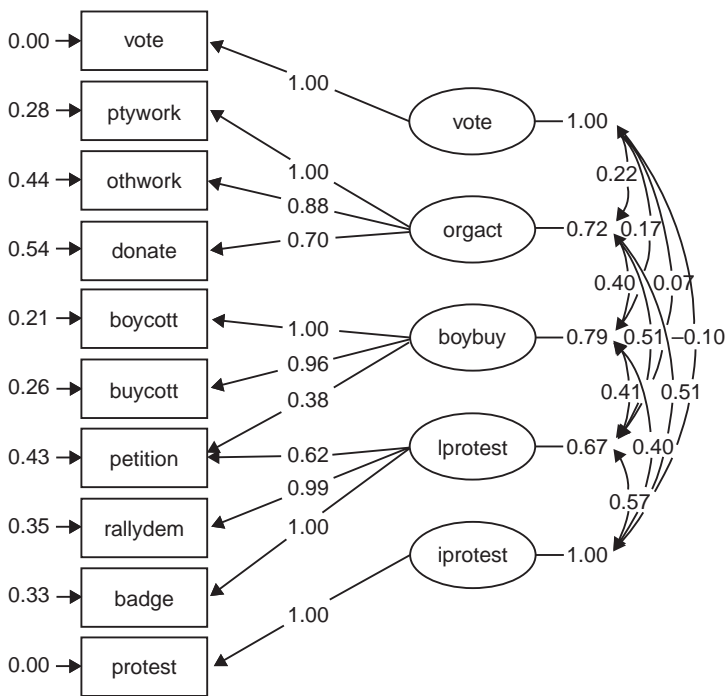 0.00 vote
1.00
vote 1.00
0.28 ptywork
1.00
0.22
0.44 othwork
0.88
0.54 donate
0.70
orgact 0.72 0.17
0.40 0.07
0.21 boycott
1.00
boybuy 0.79 0.51 –0.10
0.26 buycott
0.96
0.38
0.41 0.51
0.43 petition
0.62
lprotest 0.67 0.40
0.99
0.35 rallydem
1.00
0.57
iprotest 1.00
0.33 badge
1.00
0.00 protest